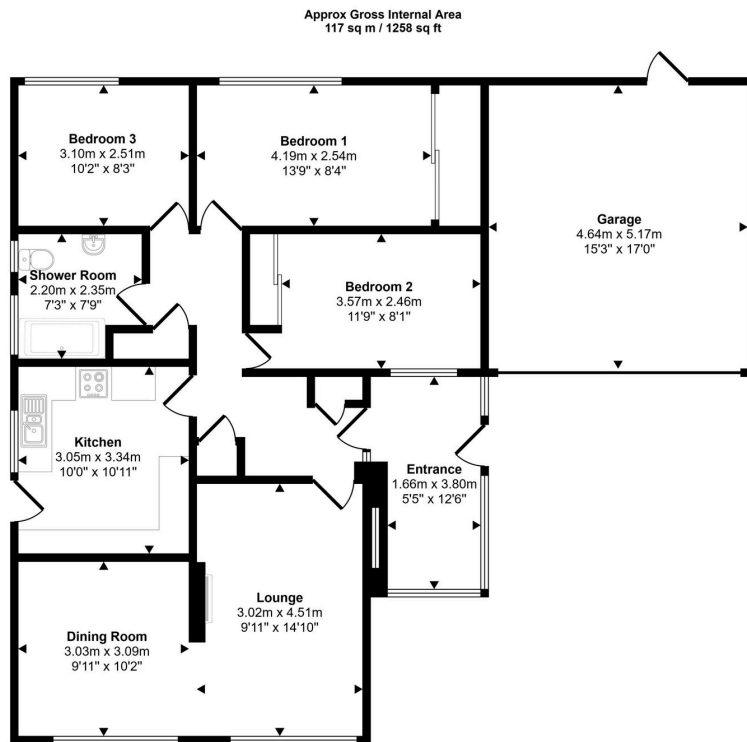 Approx Gross Internal Area
117 sq m / 1258 sq ft
Bedroom 3
3.10m x 2.51m
10'2" x 8'3"
Bedroom 1
4.19m x 2.54m
13'9" x 8'4"
Garage
4.64m x 5.17m
15'3" x 17'0"
Shower Room
2.20m x 2.35m
7'3" x 7'9"
Bedroom 2
3.57m x 2.46m
11'9" x 8'1"
Kitchen
3.05m x 3.34m
10'0" x 10'11"
Entrance
1.66m x 3.80m
5'5" x 12'6"
Lounge
3.02m x 4.51m
9'11" x 14'10"
Dining Room
3.03m x 3.09m
9'11" x 10'2"